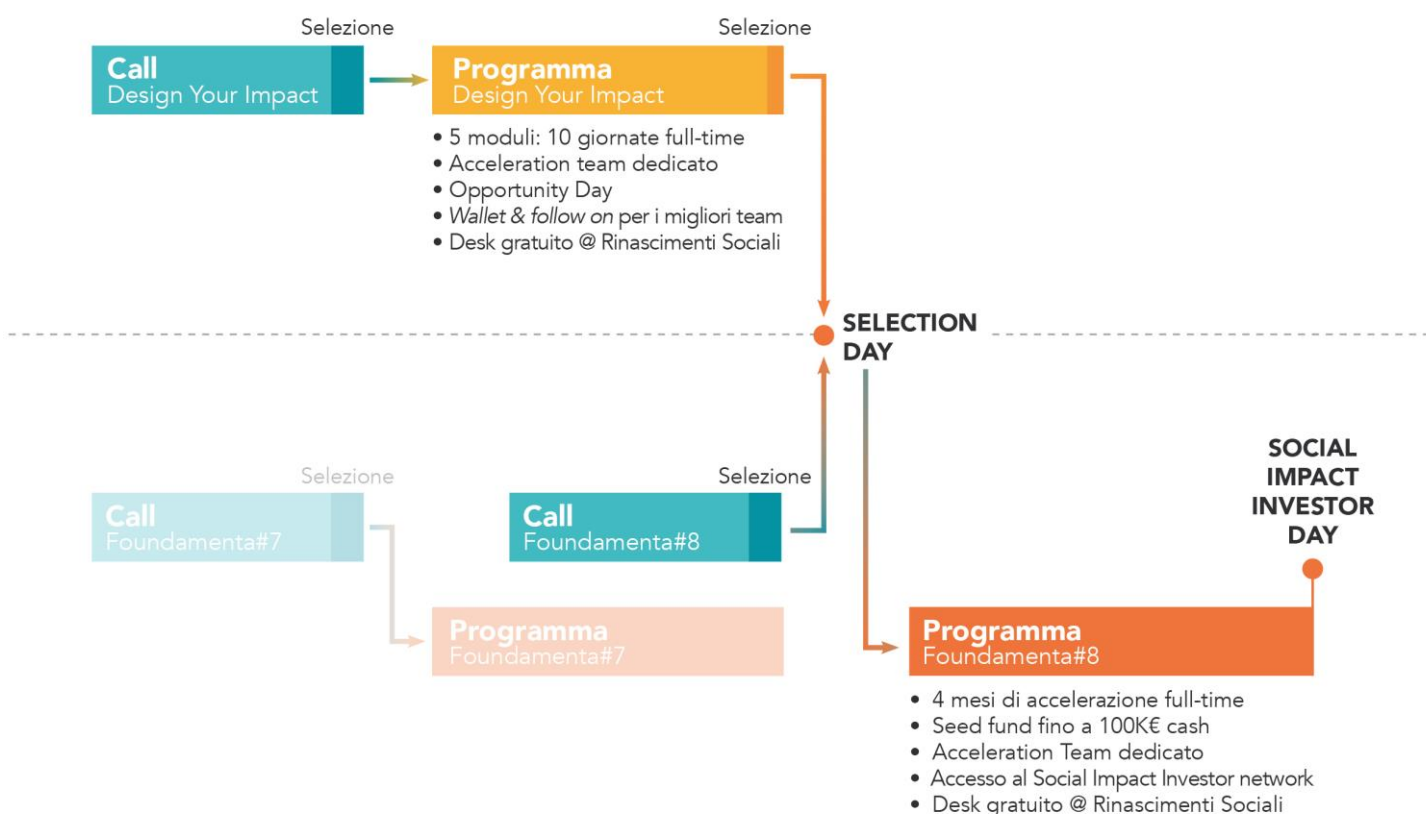 Selezione
Selezione
Call
Design Your Impact
Programma
Design Your Impact
• 5 moduli: 10 giornate full-time
• Acceleration team dedicato
• Opportunity Day
• Wallet & follow on per i migliori team
• Desk gratuito @ Rinascimenti Sociali
SELECTION
DAY
SOCIAL
IMPACT
INVESTOR
DAY
Selezione
Selezione
Call
Foundamenta#7
Call
Foundamenta#8
Programma
Foundamenta#7
Programma
Foundamenta#8
• 4 mesi di accelerazione full-time
• Seed fund fino a 100K€ cash
• Acceleration Team dedicato
• Accesso al Social Impact Investor network
• Desk gratuito @ Rinascimenti Sociali